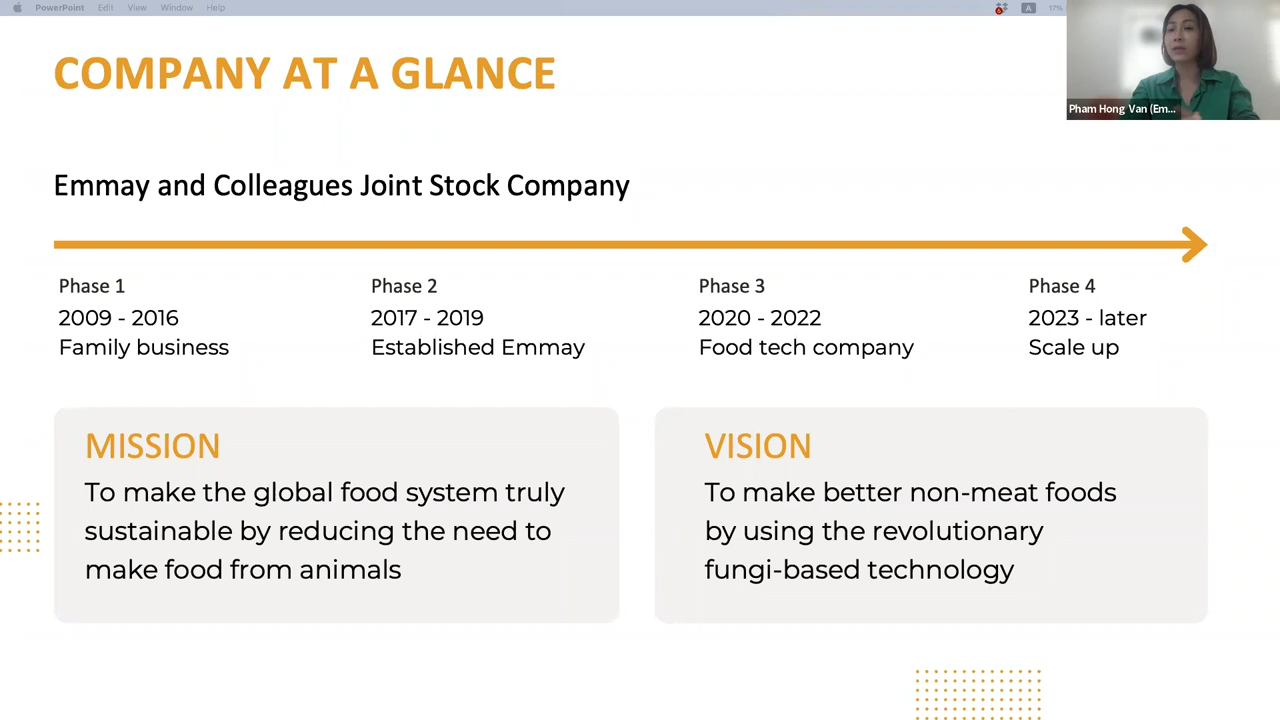 PowerPoint Edit View Window Help A 17%
Pham Hong Van (Em...
COMPANY AT A GLANCE
Emmay and Colleagues Joint Stock Company
Phase 1
2009 - 2016
Family business
Phase 2
2017 - 2019
Established Emmay
Phase 3
2020 - 2022
Food tech company
Phase 4
2023 - later
Scale up
MISSION
To make the global food system truly
sustainable by reducing the need to
make food from animals
VISION
To make better non-meat foods
by using the revolutionary
fungi-based technology